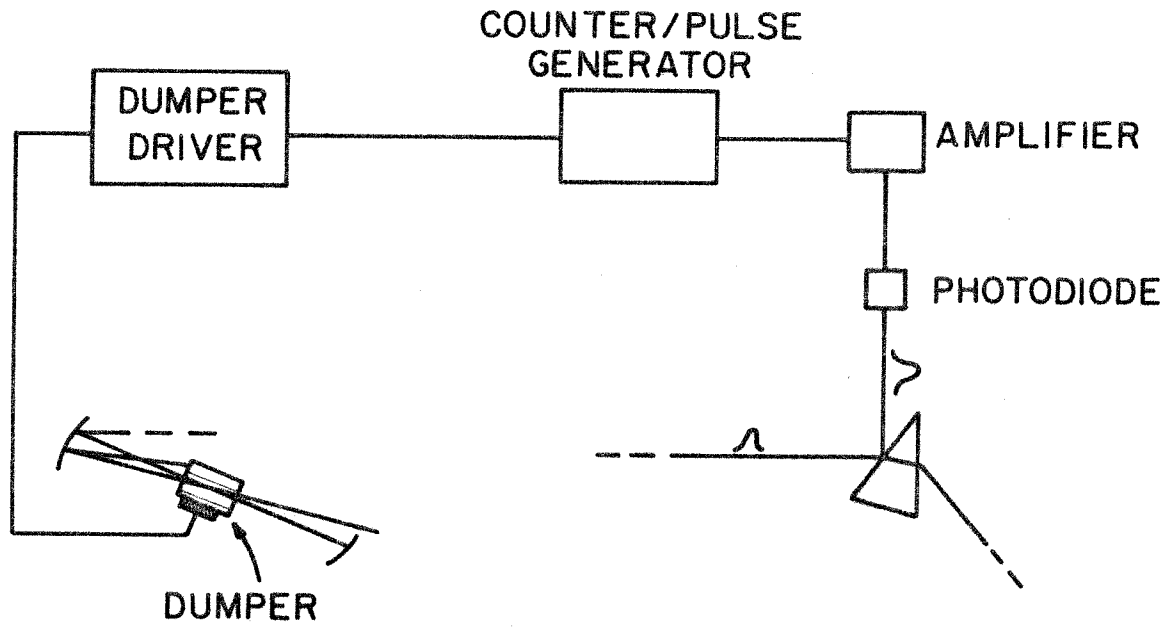 COUNTER/PULSE
GENERATOR
DUMPER
DRIVER
AMPLIFIER
PHOTODIODE
DUMPER